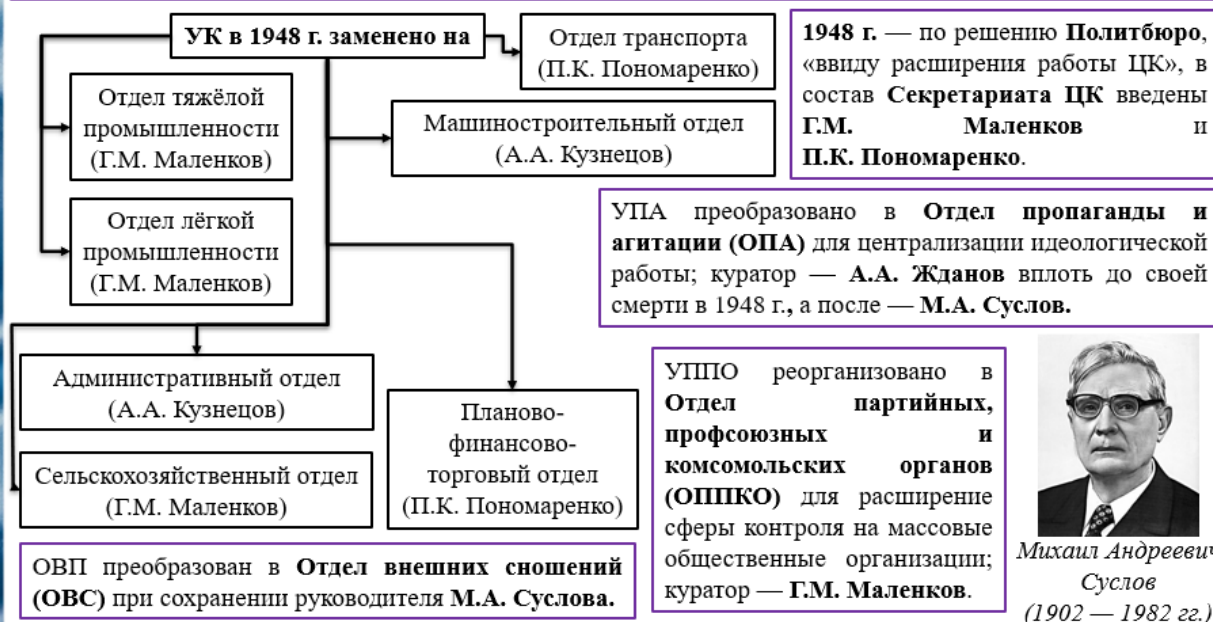 УК в 1948 г. заменено на
Отдел транспорта
(П.К. Пономаренко)
Отдел тяжёлой
промышленности
(Г.М. Маленков)
Машиностроительный отдел
(А.А. Кузнецов)
Отдел лёгкой
промышленности
(Г.М. Маленков)
Административный отдел
(А.А. Кузнецов)
Сельскохозяйственный отдел
(Г.М. Маленков)
Планово-
финансово-
торговый отдел
(П.К. Пономаренко)
1948 г. — по решению Политбюро,
«ввиду расширения работы ЦК», в
состав Секретариата ЦК введены
Г.М. Маленков и
П.К. Пономаренко.
УПА преобразовано в Отдел пропаганды и
агитации (ОПА) для централизации идеологической
работы; куратор — А.А. Жданов вплоть до своей
смерти в 1948 г., а после — М.А. Суслов.
УППО реорганизовано в
Отдел партийных,
профсоюзных и
комсомольских органов
(ОППКО) для расширение
сферы контроля на массовые
общественные организации;
куратор — Г.М. Маленков.
ОВП преобразован в Отдел внешних сношений
(ОВС) при сохранении руководителя М.А. Суслова.
Михаил Андреевич
Суслов
(1902 — 1982 гг.)